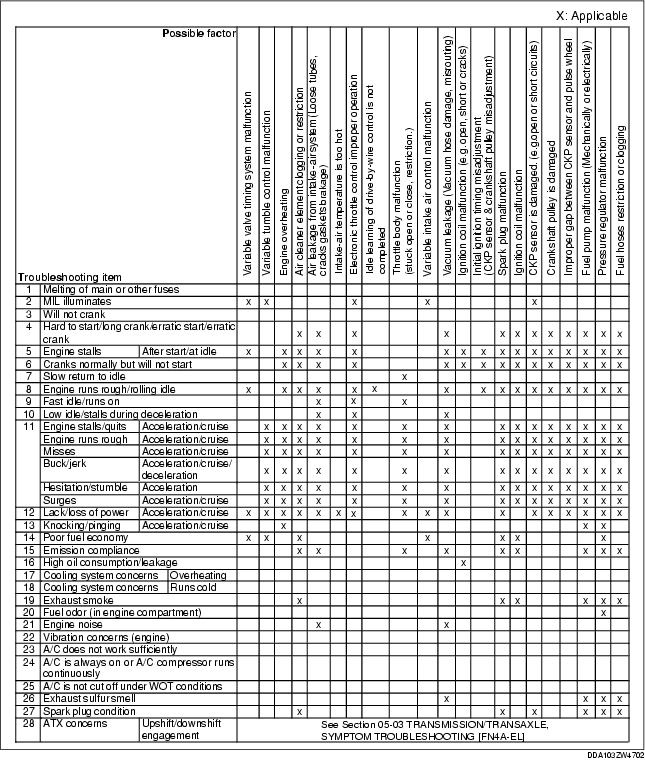 X: Applicable
Possible factor
Variable valve timing system malfunction
Variable tumble control malfunction
Engine overheating
Air cleaner element clogging or restriction
Air leakage from intake-air system (Loose tubes,
cracks gaskets brakage)
Intake-air temperature is too hot
Electronic throttle control improper operation
Idle learning of drive-by-wire control is not
completed
Throttle body malfunction
(stuck open or close, restriction.)
Variable intake air control malfunction
Vacuum leakage (Vacuum hose damage, misrouting)
Ignition coil malfunction (e.g. open, short or cracks)
Initial ignition timing misadjustment
(CKP sensor & crankshaft pulley misadjustment)
Spark plug malfunction
Ignition coil malfunction
CKP sensor is damaged. (e.g.open or short circuits)
Crankshaft pulley is damaged
Improper gap between CKP sensor and pulse wheel
Fuel pump malfunction (Mechanically or electrically)
Pressure regulator malfunction
Fuel hoses restriction or clogging
Troubleshooting item
1 Melting of main or other fuses
2 MIL illuminates x x x x x
3 Will not crank
4 Hard to start/long crank/erratic start/erratic
crank x x x x x x x x x x x x
5 Engine stalls After start/at idle x x x x x x x x x x x x x x x x
6 Cranks normally but will not start x x x x x x x x x x x x x x x
7 Slow return to idle x
8 Engine runs rough/rolling idle x x x x x x x x x x x x x x x x
9 Fast idle/runs on x x x
10 Low idle/stalls during deceleration x x x
11 Engine stalls/quits Acceleration/cruise x x x x x x x x x x x x x x x
Engine runs rough Acceleration/cruise x x x x x x x x x x x x x x x
Misses Acceleration/cruise x x x x x x x x x x x x x x x
Buck/jerk Acceleration/cruise/
deceleration x x x x x x x x x x x x x x x
Hesitation/stumble Acceleration x x x x x x x x x x x x x x x
Surges Acceleration/cruise x x x x x x x x x x x x x x x
12 Lack/loss of power Acceleration/cruise x x x x x x x x x x x x x x x x x
13 Knocking/pinging Acceleration/cruise x x x
14 Poor fuel economy x x x x x x x
15 Emission compliance x x x x x x x x x
16 High oil consumption/leakage x
17 Cooling system concerns Overheating
18 Cooling system concerns Runs cold
19 Exhaust smoke x x x x x x
20 Fuel odor (in engine compartment) x
21 Engine noise x x
22 Vibration concerns (engine)
23 A/C does not work sufficiently
24 A/C is always on or A/C compressor runs
continuously
25 A/C is not cut off under WOT conditions
26 Exhaust sulfur smell x x x x
27 Spark plug condition x x x x x x
28 ATX concerns Upshift/downshift
engagement
See Section 05-03 TRANSMISSION/TRANSAXLE,
SYMPTOM TROUBLESHOOTING [FN4A-EL]
DDA103ZW4702